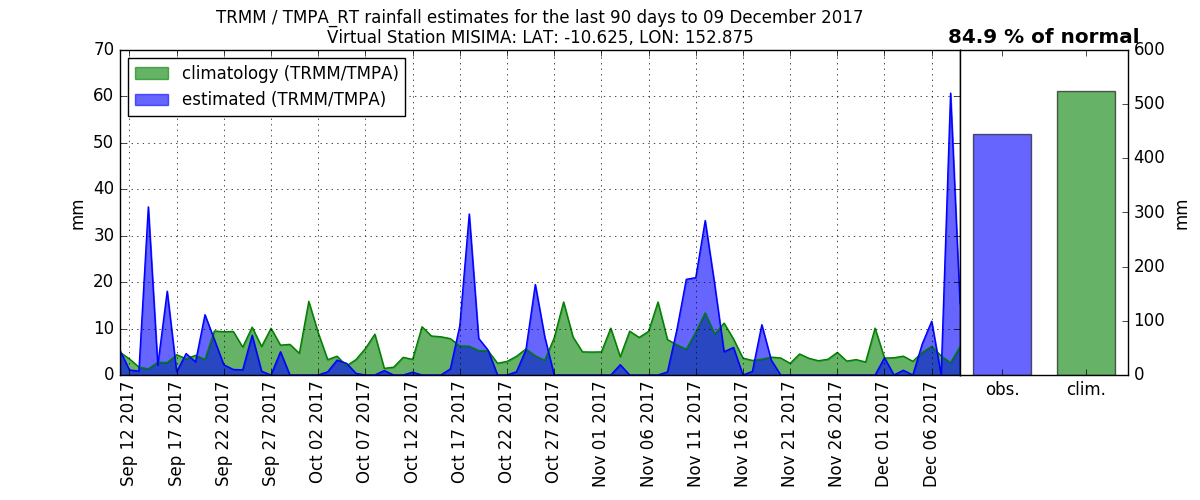 TRMM / TMPA_RT rainfall estimates for the last 90 days to 09 December 2017
Virtual Station MISIMA: LAT: -10.625, LON: 152.875
84.9 % of normal
climatology (TRMM/TMPA)
estimated (TRMM/TMPA)
70
60
50
40
30
20
10
0
mm
Sep 12 2017
Sep 17 2017
Sep 22 2017
Sep 27 2017
Oct 02 2017
Oct 07 2017
Oct 12 2017
Oct 17 2017
Oct 22 2017
Oct 27 2017
Nov 01 2017
Nov 06 2017
Nov 11 2017
Nov 16 2017
Nov 21 2017
Nov 26 2017
Dec 01 2017
Dec 06 2017
600
500
400
300
200
100
0
mm
obs.
clim.